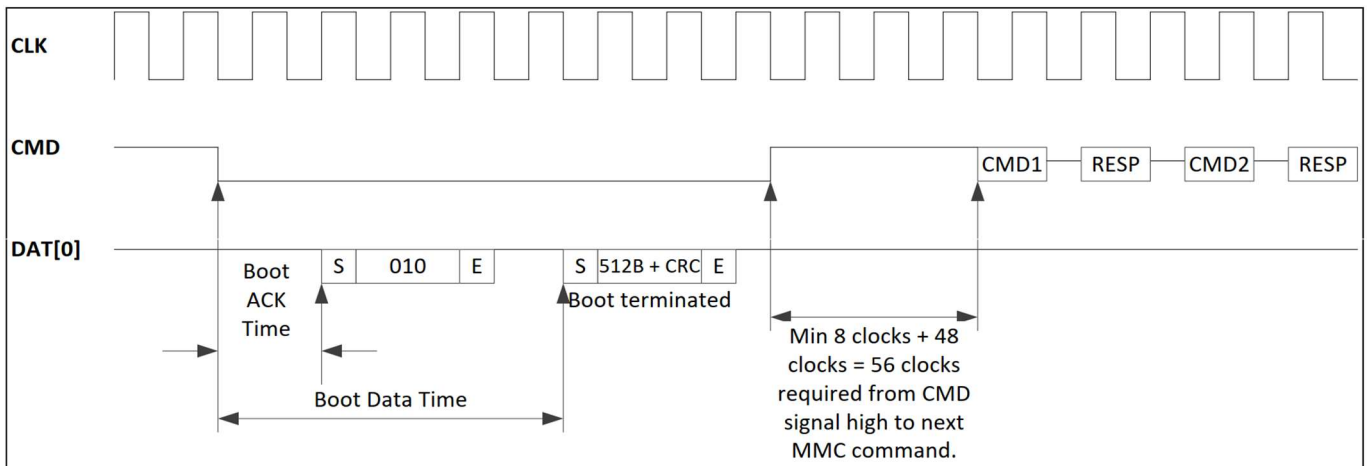 CLK
CMD
CMD1
RESP
CMD2
RESP
DAT[0]
S
010
E
S
512B + CRC
E
Boot
ACK
Time
Boot terminated
Boot Data Time
Min 8 clocks + 48
clocks = 56 clocks
required from CMD
signal high to next
MMC command.